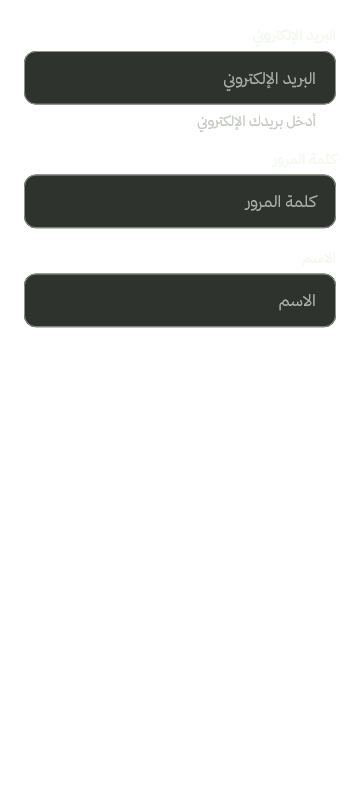 البريد الإلكتروني
البريد الإلكتروني
أدخل بريدك الإلكتروني
كلمة المرور
كلمة المرور
الاسم
الاسم